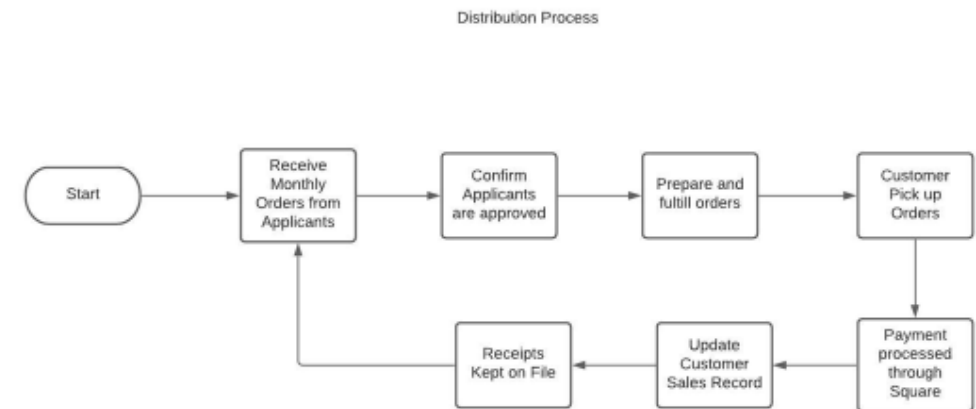 Distribution Process
Start
Receive
Monthly
Orders from
Applicants
Confirm
Applicants
are approved
Prepare and
fultill orders
Customer
Pick up
Orders
Payment
processed
through
Square
Update
Customer
Sales Record
Receipts
Kept on File